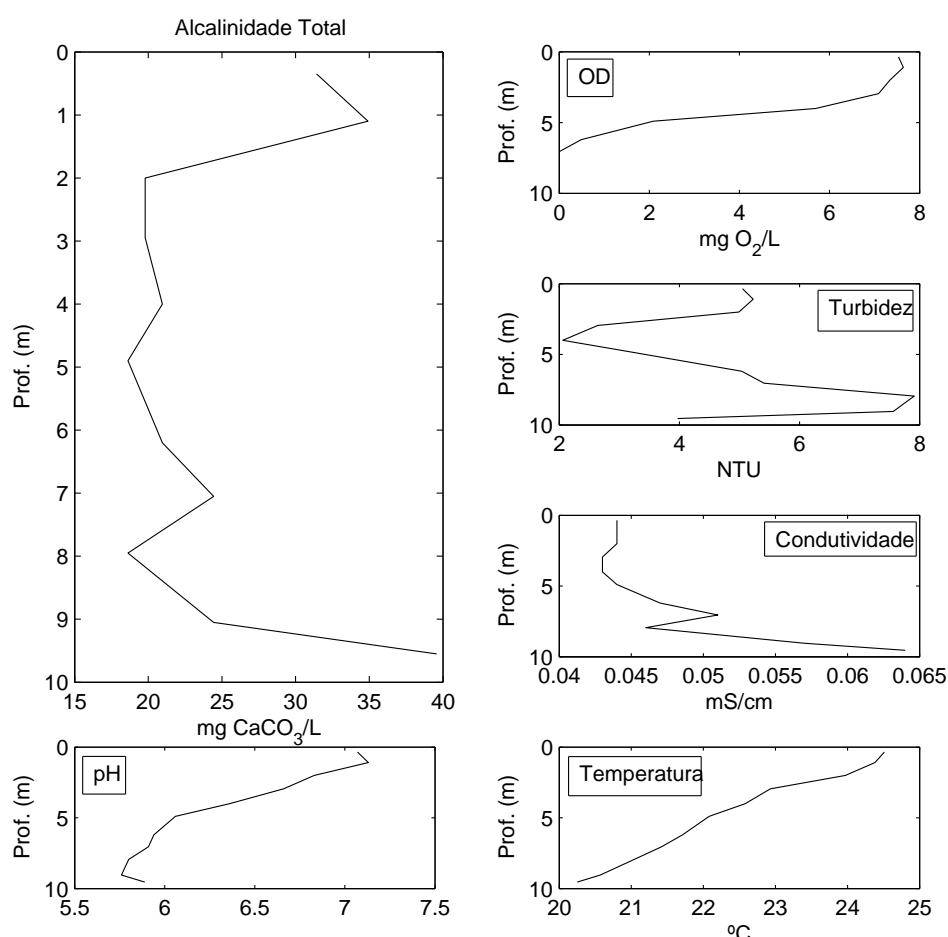 Alcalinidade Total
0
1
2
3
4
5
6
7
8
9
10
Prof. (m)
15 20 25 30 35 40
mg CaCO3/L
OD
0
5
10
Prof. (m)
0 2 4 6 8
mg O2/L
Turbidez
0
5
10
Prof. (m)
2 4 6 8
NTU
Condutividade
0
5
10
Prof. (m)
0.04 0.045 0.05 0.055 0.06 0.065
mS/cm
pH
0
5
10
Prof. (m)
5.5 6 6.5 7 7.5
Temperatura
0
5
10
Prof. (m)
20 21 22 23 24 25
ºC